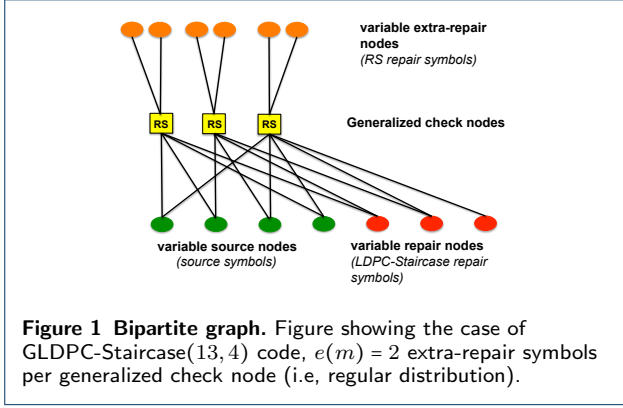 variable extra-repair
nodes
(RS repair symbols)
RS RS RS
Generalized check nodes
variable source nodes
(source symbols)
variable repair nodes
(LDPC-Staircase repair
symbols)
Figure 1 Bipartite graph. Figure showing the case of
GLDPC-Staircase(13, 4) code, e(m) = 2 extra-repair symbols
per generalized check node (i.e, regular distribution).